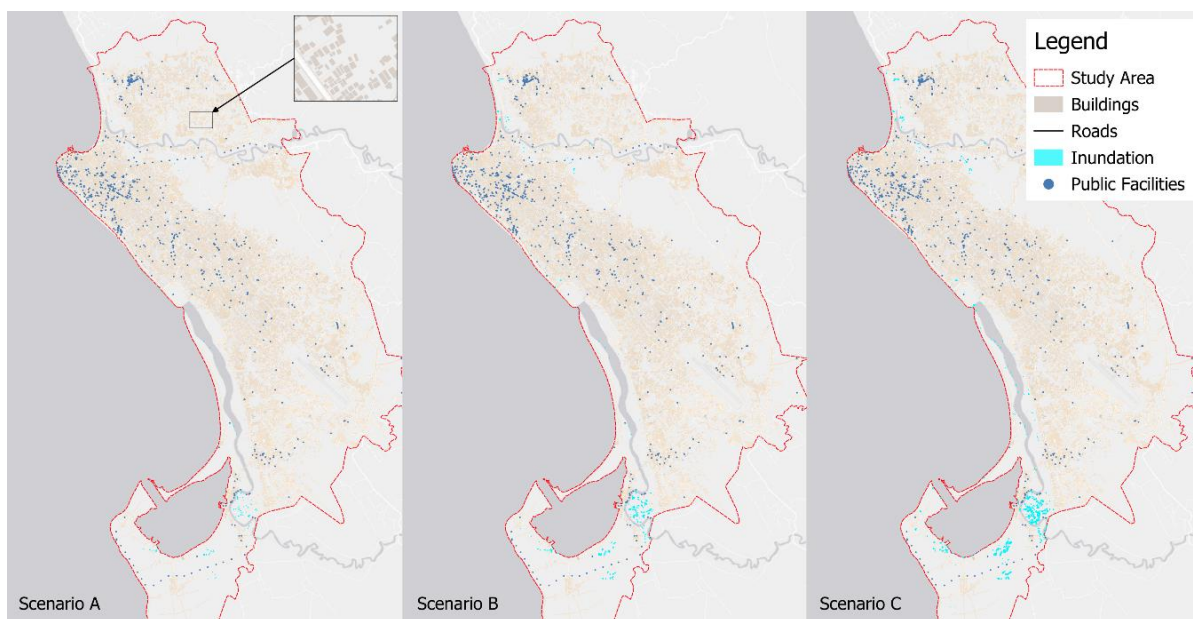 Legend
Study Area
Buildings
Roads
Inundation
Public Facilities
Scenario A
Scenario B
Scenario C